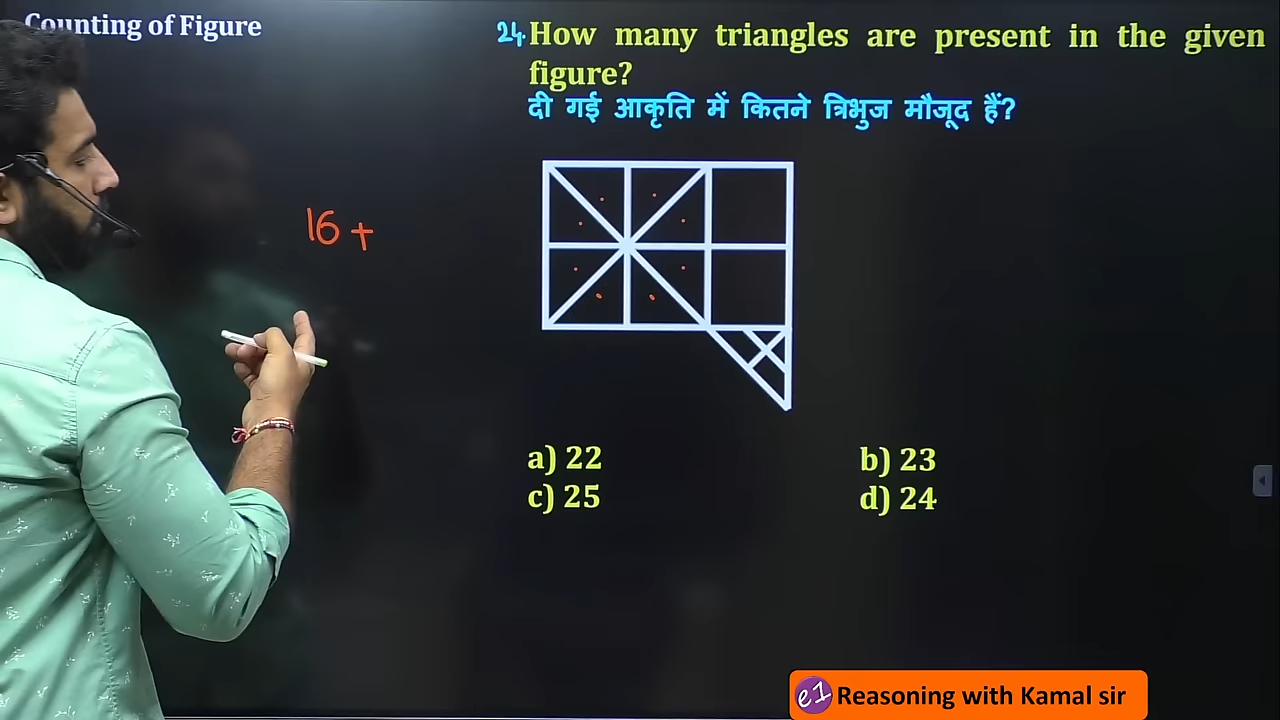 Counting of Figure
24. How many triangles are present in the given
figure?
दी गई आकृति में कितने त्रिभुज मौजूद हैं?
16 +
a) 22
b) 23
c) 25
d) 24
e1 Reasoning with Kamal sir